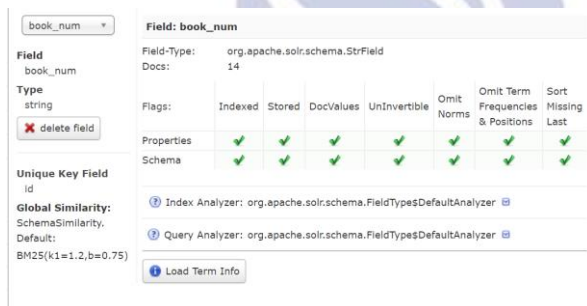 book_num
Field
book_num
Type
string
delete field
Unique Key Field
id
Global Similarity:
SchemaSimilarity.
Default:
BM25(k1=1.2,b=0.75)
Field: book_num
Field-Type: org.apache.solr.schema.StrField
Docs: 14
Flags: Indexed Stored DocValues UnInvertible Omit Norms Omit Term Frequencies & Positions Sort Missing Last
Properties
Schema
Index Analyzer: org.apache.solr.schema.FieldType$DefaultAnalyzer
Query Analyzer: org.apache.solr.schema.FieldType$DefaultAnalyzer
Load Term Info